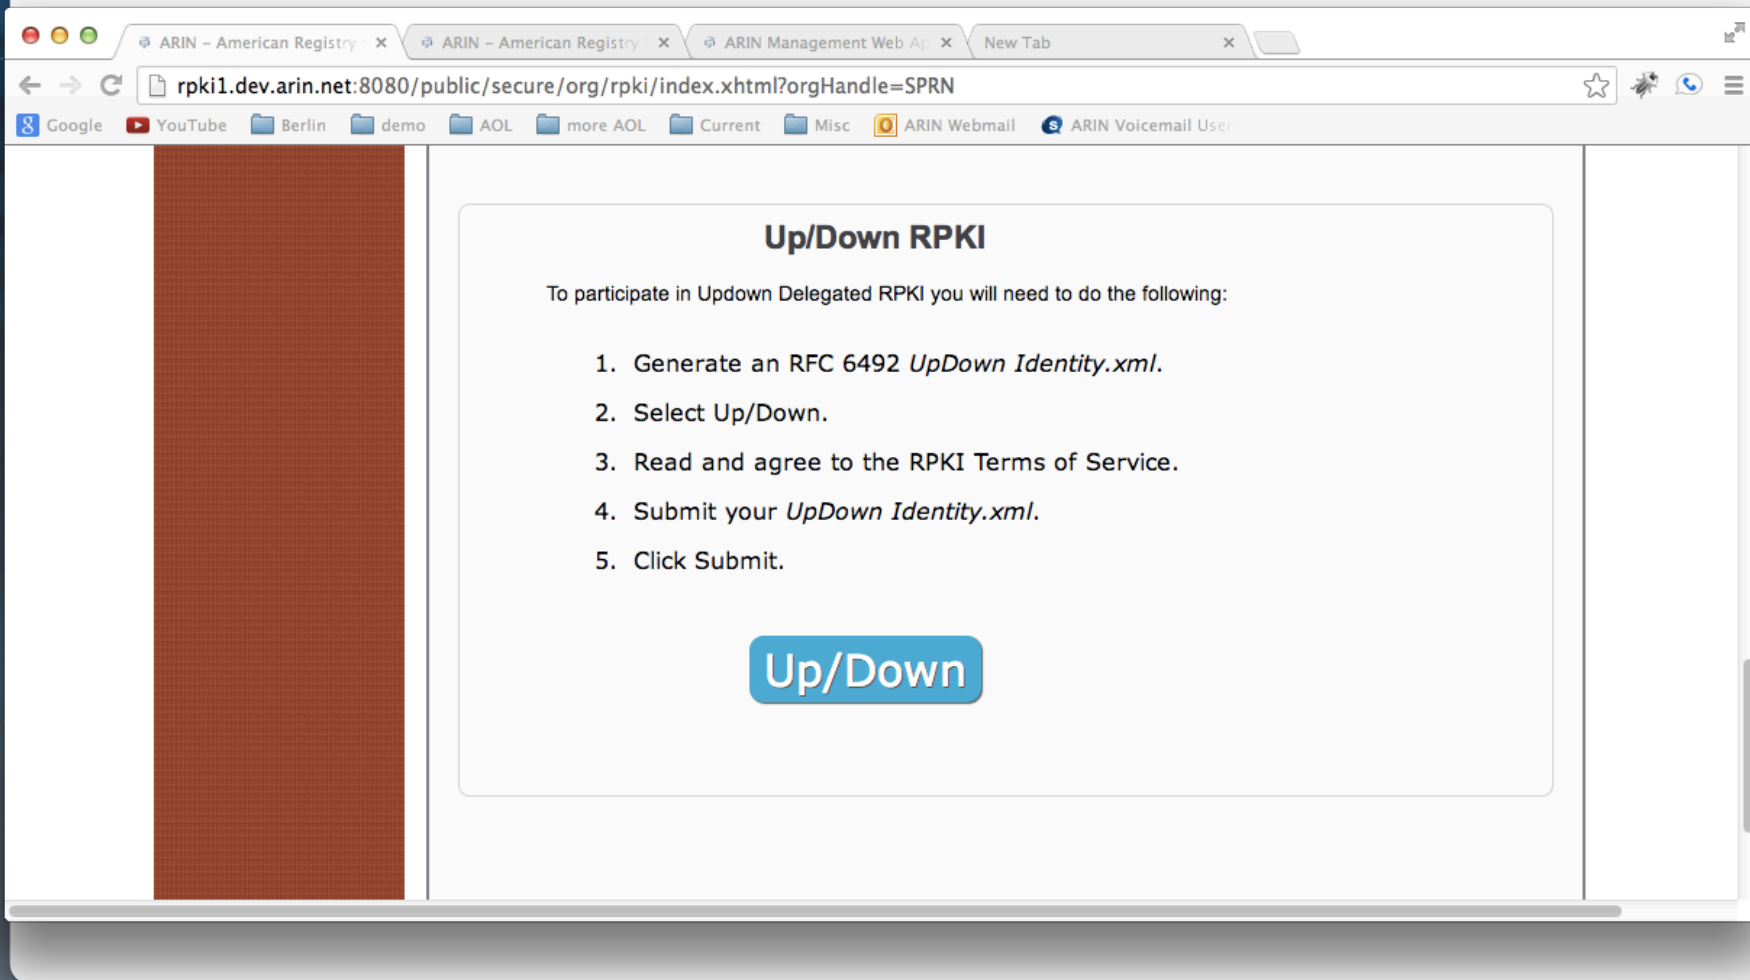 ARIN – American Registry
ARIN – American Registry
ARIN Management Web Ap
New Tab
rpki1.dev.arin.net:8080/public/secure/org/rpki/index.xhtml?orgHandle=SPRN
Google YouTube Berlin demo AOL more AOL Current Misc ARIN Webmail ARIN Voicemail User
Up/Down RPKI
To participate in Updown Delegated RPKI you will need to do the following:
1. Generate an RFC 6492 UpDown Identity.xml.
2. Select Up/Down.
3. Read and agree to the RPKI Terms of Service.
4. Submit your UpDown Identity.xml.
5. Click Submit.
Up/Down